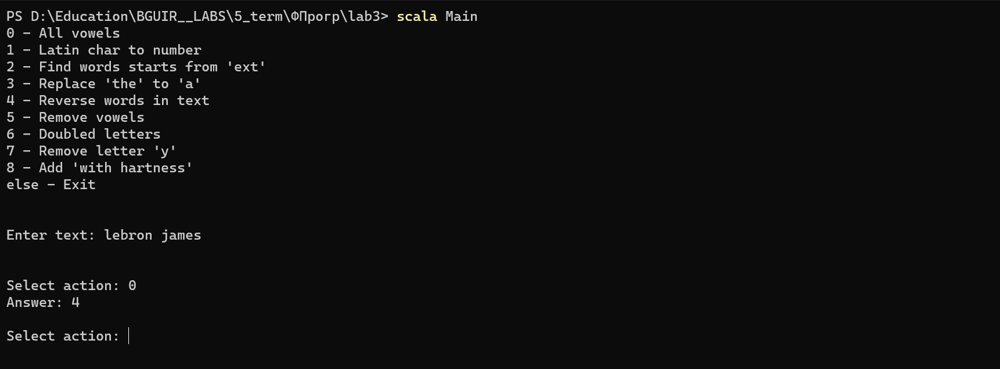 PS D:\Education\BGUIR__LABS\5_term\ФПрогр\lab3> scala Main
0 - All vowels
1 - Latin char to number
2 - Find words starts from 'ext'
3 - Replace 'the' to 'a'
4 - Reverse words in text
5 - Remove vowels
6 - Doubled letters
7 - Remove letter 'y'
8 - Add 'with hartness'
else - Exit
Enter text: lebron james
Select action: 0
Answer: 4
Select action: